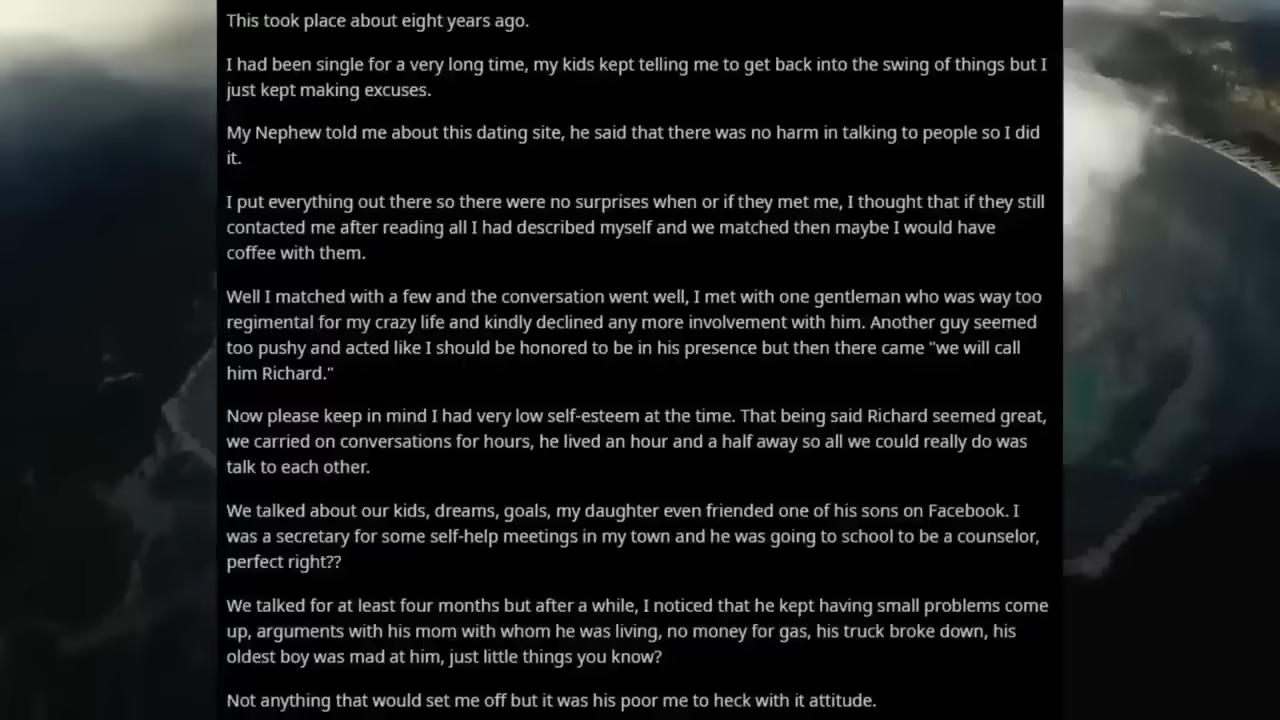 This took place about eight years ago.
I had been single for a very long time, my kids kept telling me to get back into the swing of things but I
just kept making excuses.
My Nephew told me about this dating site, he said that there was no harm in talking to people so I did
it.
I put everything out there so there were no surprises when or if they met me, I thought that if they still
contacted me after reading all I had described myself and we matched then maybe I would have
coffee with them.
Well I matched with a few and the conversation went well, I met with one gentleman who was way too
regimental for my crazy life and kindly declined any more involvement with him. Another guy seemed
too pushy and acted like I should be honored to be in his presence but then there came "we will call
him Richard."
Now please keep in mind I had very low self-esteem at the time. That being said Richard seemed great,
we carried on conversations for hours, he lived an hour and a half away so all we could really do was
talk to each other.
We talked about our kids, dreams, goals, my daughter even friended one of his sons on Facebook. I
was a secretary for some self-help meetings in my town and he was going to school to be a counselor,
perfect right??
We talked for at least four months but after a while, I noticed that he kept having small problems come
up, arguments with his mom with whom he was living, no money for gas, his truck broke down, his
oldest boy was mad at him, just little things you know?
Not anything that would set me off but it was his poor me to heck with it attitude.